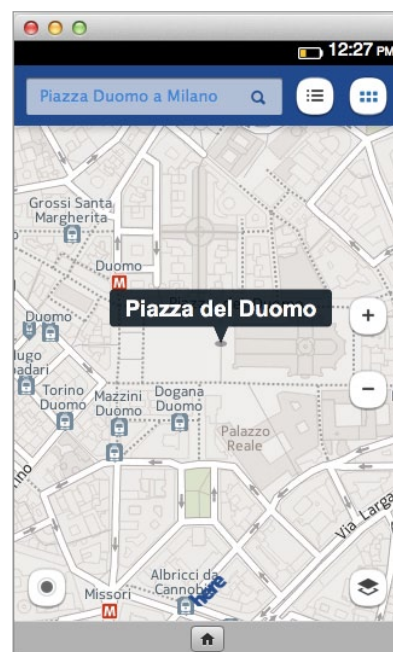 12:27 PM
Piazza Duomo a Milano
Grossi Santa
Margherita
Duomo
M
Piazza del Duomo
Duomo
Torino
Duomo
Mazzini
Duomo
Dogana
Duomo
Palazzo
Reale
Via Larga
Albricci da
Cannobio
here
Missori
M